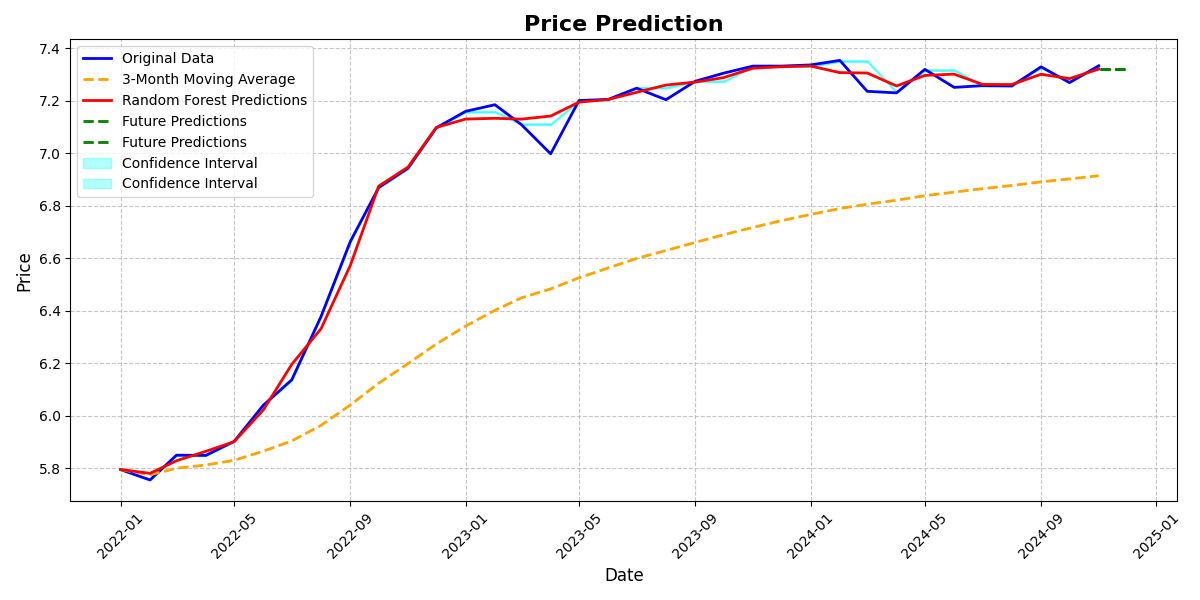 Price Prediction
Original Data
3-Month Moving Average
Random Forest Predictions
Future Predictions
Future Predictions
Confidence Interval
Confidence Interval
Price
7.4
7.2
7.0
6.8
6.6
6.4
6.2
6.0
5.8
2022-01
2022-05
2022-09
2023-01
2023-05
2023-09
2024-01
2024-05
2024-09
2025-01
Date